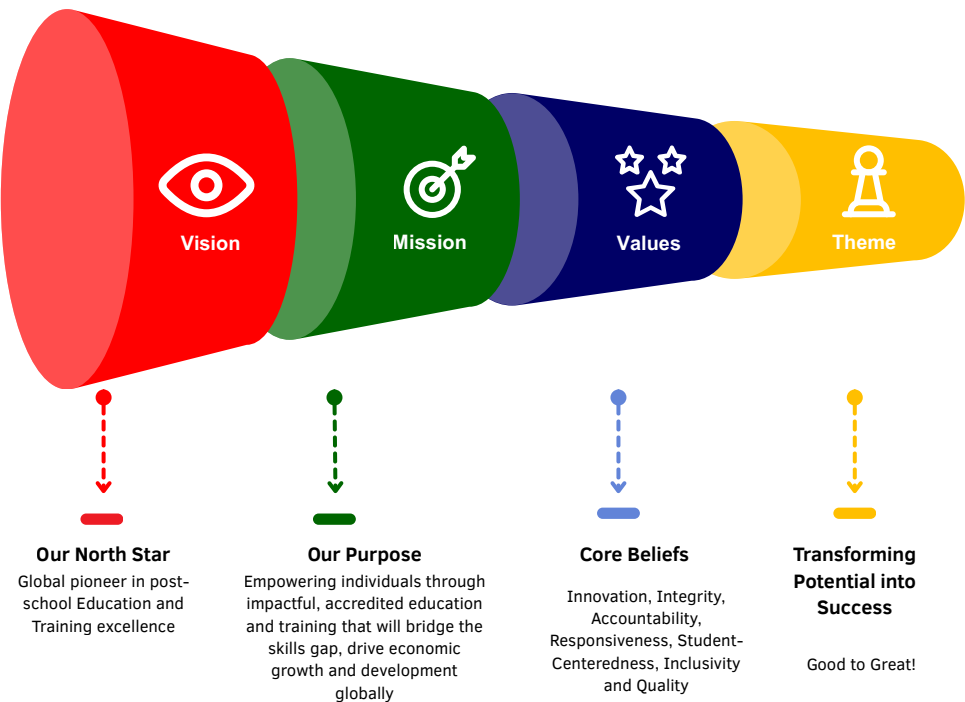 Vision
Mission
Values
Theme
Our North Star
Global pioneer in post-
school Education and
Training excellence
Our Purpose
Empowering individuals through
impactful, accredited education
and training that will bridge the
skills gap, drive economic
growth and development
globally
Core Beliefs
Innovation, Integrity,
Accountability,
Responsiveness, Student-
Centeredness, Inclusivity
and Quality
Transforming
Potential into
Success
Good to Great!